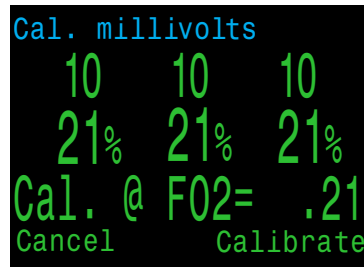 Cal. millivolts
10 10 10
21% 21% 21%
Cal. @ FO2= .21
Cancel Calibrate